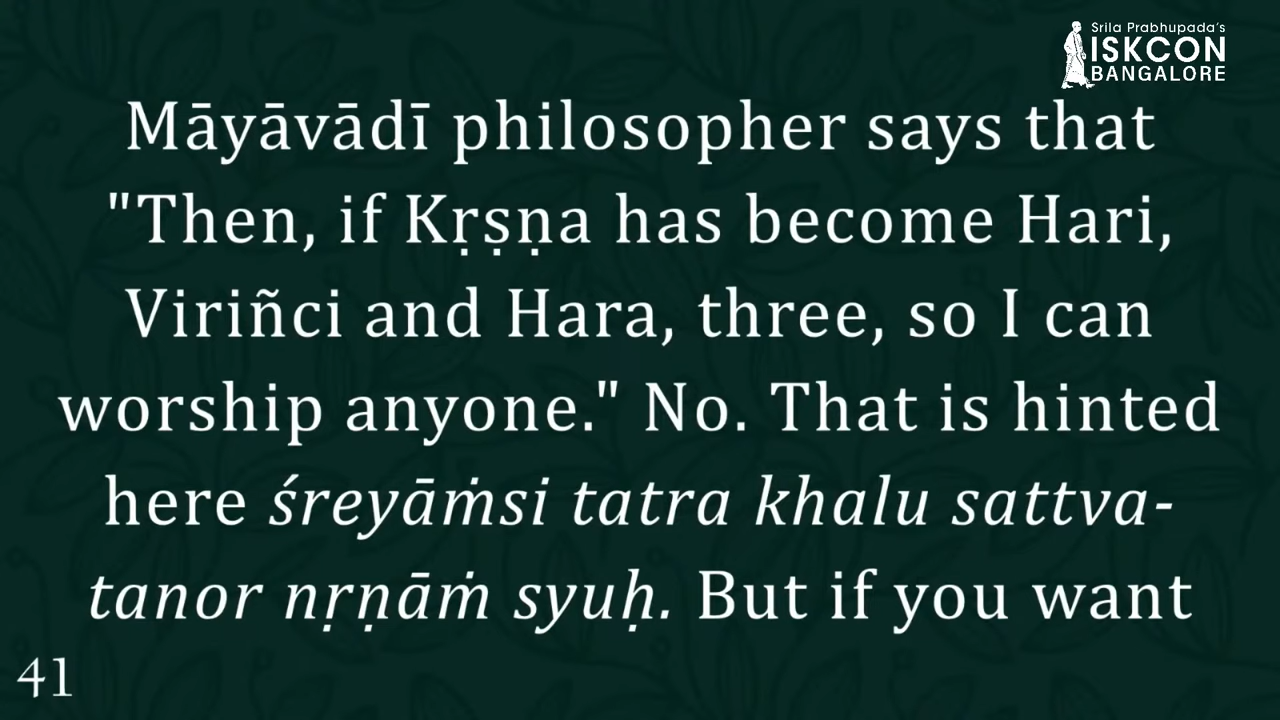 Srila Prabhupada's
ISKCON
BANGALORE
Māyāvādī philosopher says that
"Then, if Kṛṣṇa has become Hari,
Viriñci and Hara, three, so I can
worship anyone." No. That is hinted
here śreyāṁsi tatra khalu sattva-
tanor nṛṇāṁ syuḥ. But if you want
41